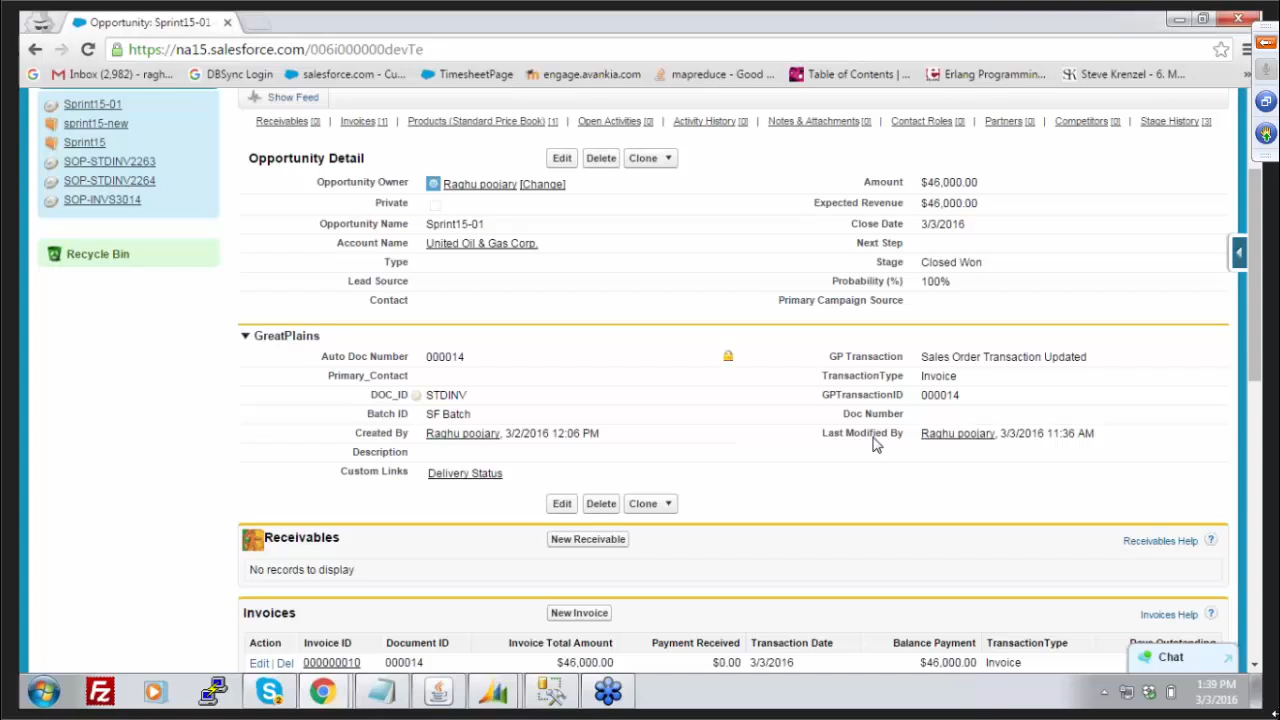 Opportunity: Sprint15-01
https://na15.salesforce.com/006i000000devTe
Inbox (2,982) - ragh... DBSync Login salesforce.com - Cu... TimesheetPage engage.avankia.com mapreduce - Good ... Table of Contents | ... Erlang Programmin... Steve Krenzel - 6. M... »
Sprint15-01
sprint15-new
Sprint15
SOP-STDINV2263
SOP-STDINV2264
SOP-INVS3014
Recycle Bin
Show Feed
Receivables [0] | Invoices [1] | Products (Standard Price Book) [1] | Open Activities [0] | Activity History [0] | Notes & Attachments [0] | Contact Roles [0] | Partners [0] | Competitors [0] | Stage History [3]
Opportunity Detail Edit Delete Clone
Opportunity Owner Raghu poojary [Change] Amount $46,000.00
Private Expected Revenue $46,000.00
Opportunity Name Sprint15-01 Close Date 3/3/2016
Account Name United Oil & Gas Corp. Next Step
Type Stage Closed Won
Lead Source Probability (%) 100%
Contact Primary Campaign Source
GreatPlains
Auto Doc Number 000014 GP Transaction Sales Order Transaction Updated
Primary_Contact TransactionType Invoice
DOC_ID STDINV GPTransactionID 000014
Batch ID SF Batch Doc Number
Created By Raghu poojary, 3/2/2016 12:06 PM Last Modified By Raghu poojary, 3/3/2016 11:36 AM
Description
Custom Links Delivery Status
Edit Delete Clone
Receivables New Receivable Receivables Help ?
No records to display
Invoices New Invoice Invoices Help ?
Action Invoice ID Document ID Invoice Total Amount Payment Received Transaction Date Balance Payment TransactionType Days Outstanding
Edit | Del 000000010 000014 $46,000.00 $0.00 3/3/2016 $46,000.00 Invoice
Chat
1:39 PM
3/3/2016